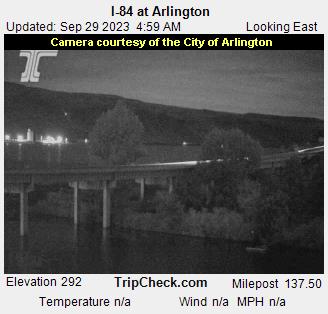 I-84 at Arlington
Updated: Sep 29 2023 4:59 AM Looking East
Camera courtesy of the City of Arlington
Elevation 292 TripCheck.com Milepost 137.50
Temperature n/a Wind n/a MPH n/a